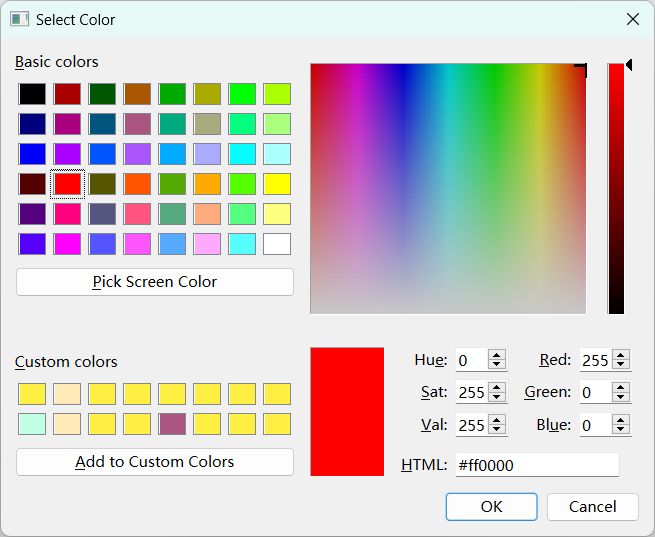 Select Color
Basic colors
Pick Screen Color
Custom colors
Add to Custom Colors
Hue: 0 Red: 255
Sat: 255 Green: 0
Val: 255 Blue: 0
HTML: #ff0000
OK Cancel